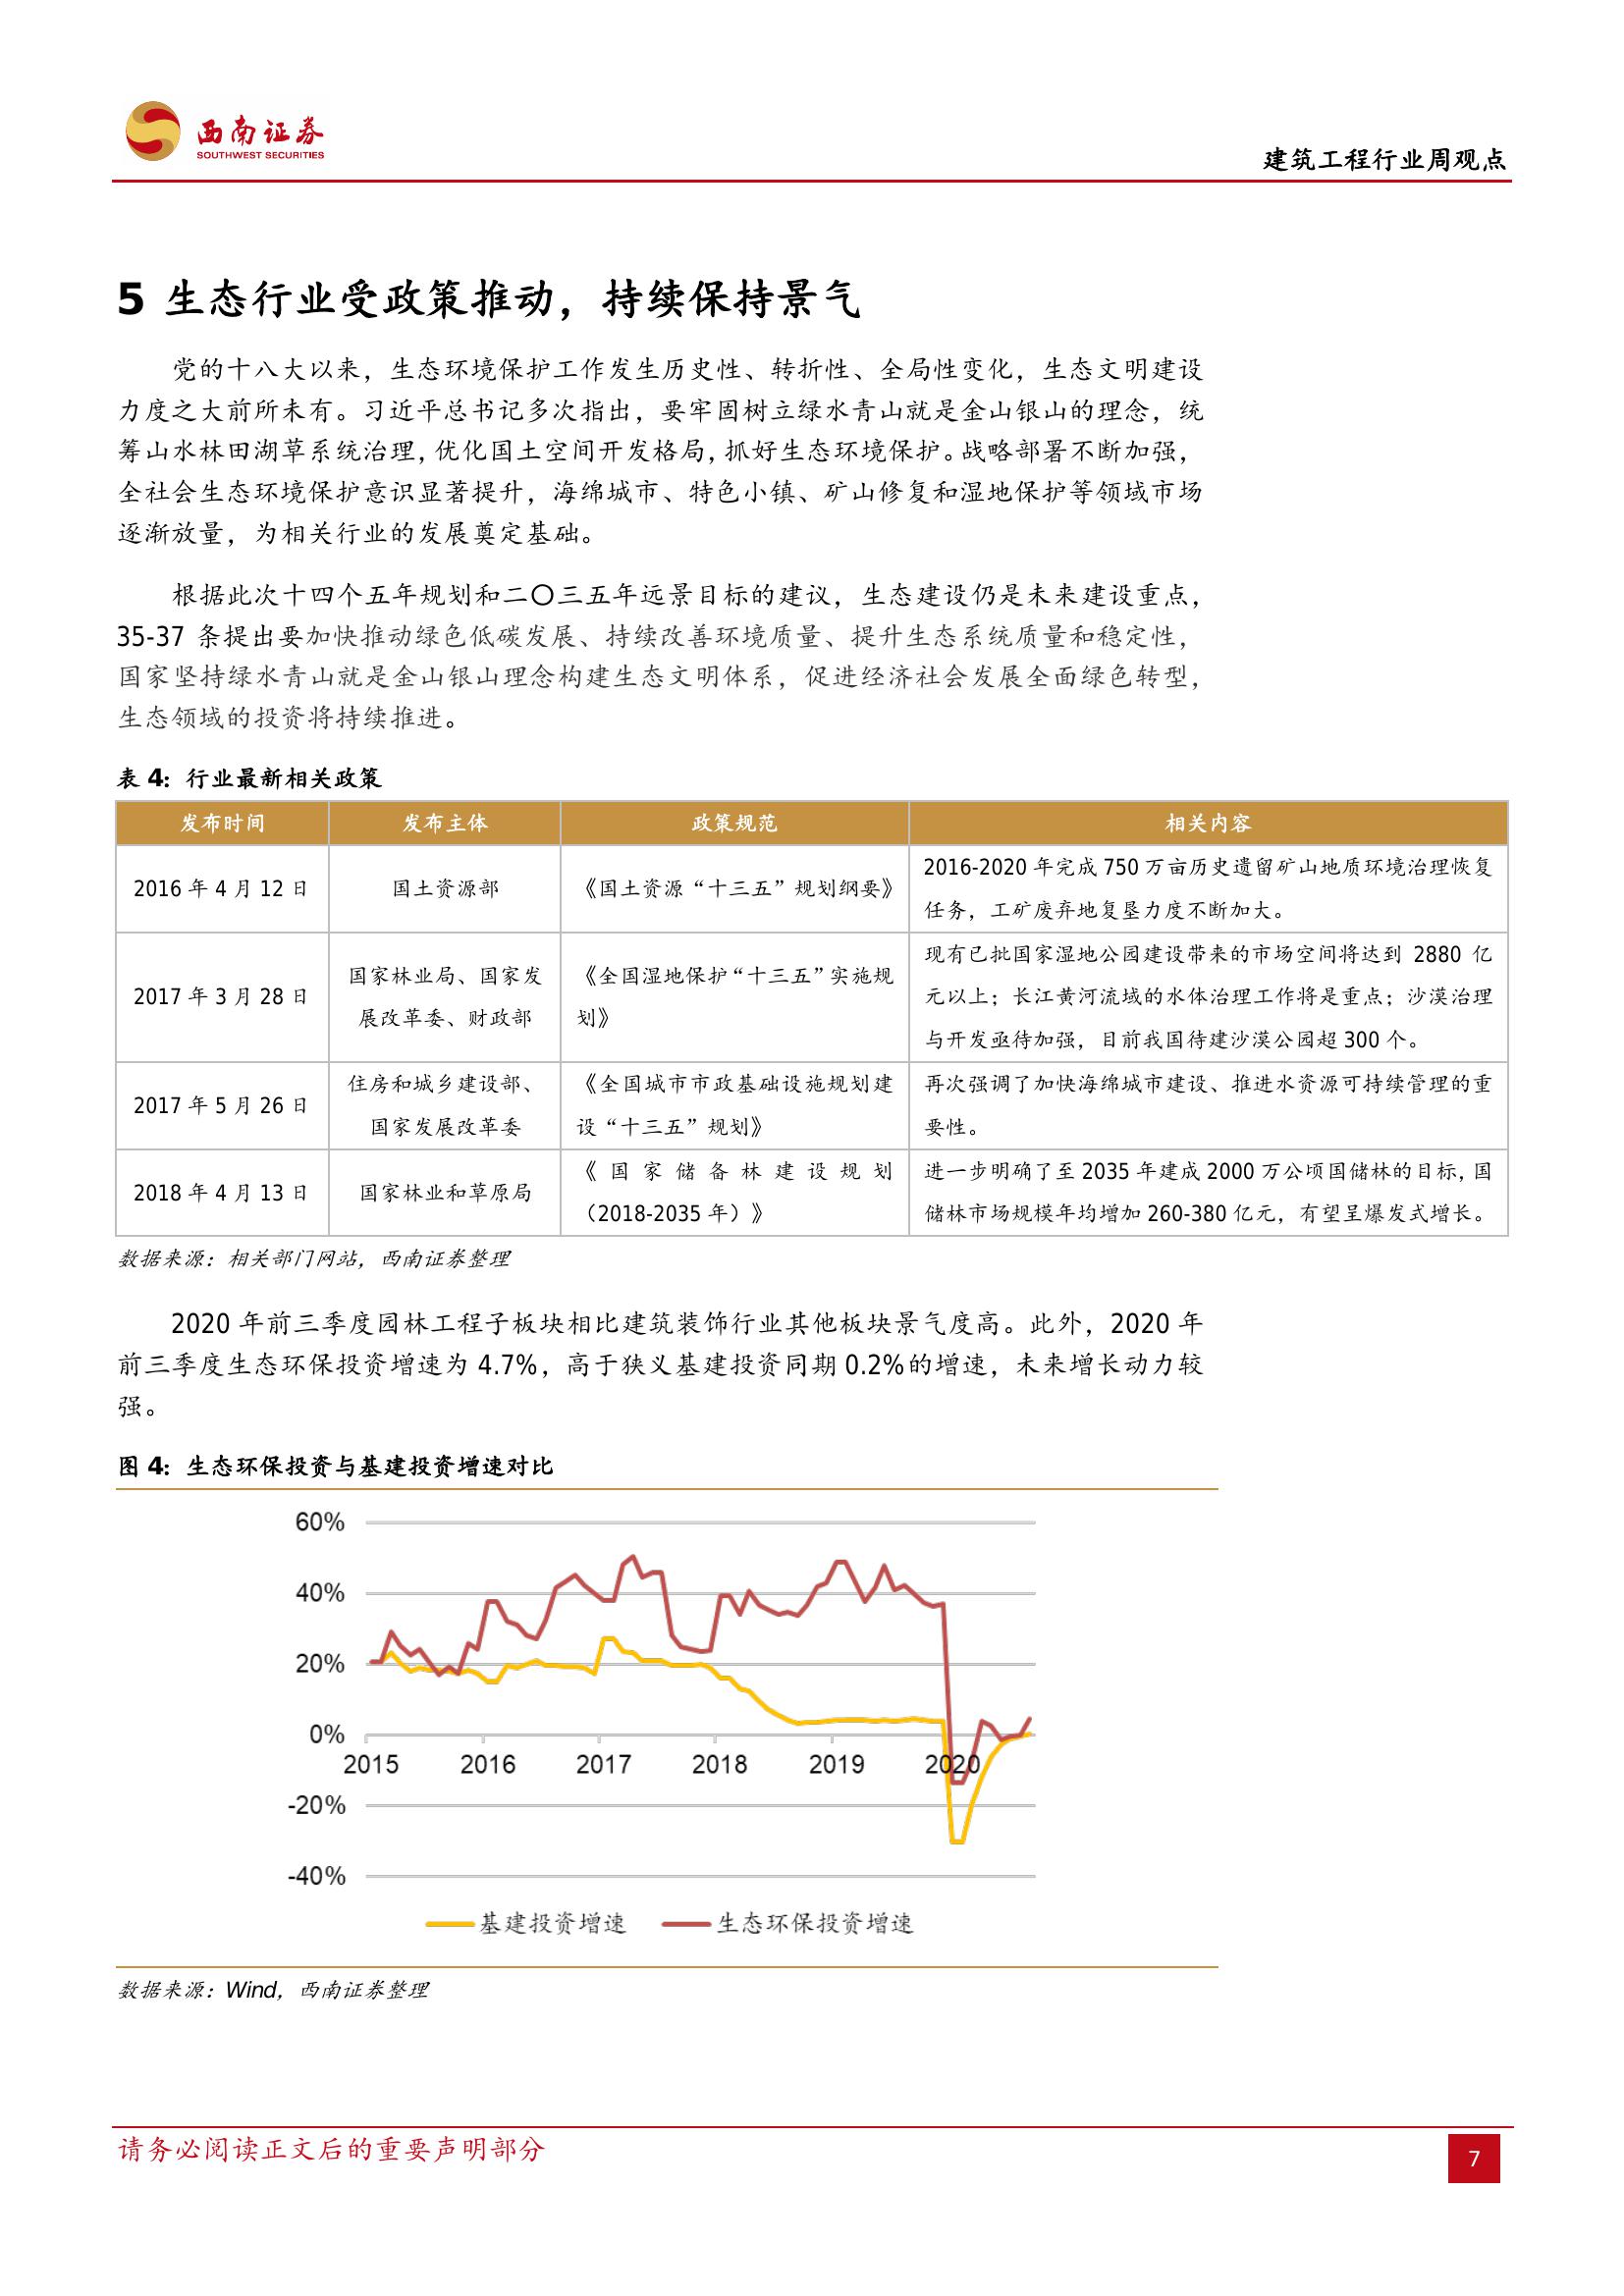 西南证券
SOUTHWEST SECURITIES
建筑工程行业周观点
5 生态行业受政策推动，持续保持景气
党的十八大以来，生态环境保护工作发生历史性、转折性、全局性变化，生态文明建设
力度之大前所未有。习近平总书记多次指出，要牢固树立绿水青山就是金山银山的理念，统
筹山水林田湖草系统治理，优化国土空间开发格局，抓好生态环境保护。战略部署不断加强，
全社会生态环境保护意识显著提升，海绵城市、特色小镇、矿山修复和湿地保护等领域市场
逐渐放量，为相关行业的发展奠定基础。
根据此次十四个五年规划和二〇三五年远景目标的建议，生态建设仍是未来建设重点，
35-37 条提出要加快推动绿色低碳发展、持续改善环境质量、提升生态系统质量和稳定性，
国家坚持绿水青山就是金山银山理念构建生态文明体系，促进经济社会发展全面绿色转型，
生态领域的投资将持续推进。
表 4：行业最新相关政策
发布时间 发布主体 政策规范 相关内容
2016 年 4 月 12 日 国土资源部 《国土资源“十三五”规划纲要》 2016-2020 年完成 750 万亩历史遗留矿山地质环境治理恢复
任务，工矿废弃地复垦力度不断加大。
2017 年 3 月 28 日 国家林业局、国家发 《全国湿地保护“十三五”实施规 现有已批国家湿地公园建设带来的市场空间将达到 2880 亿
展改革委、财政部 划》 元以上；长江黄河流域的水体治理工作将是重点；沙漠治理
与开发亟待加强，目前我国待建沙漠公园超 300 个。
2017 年 5 月 26 日 住房和城乡建设部、 《全国城市市政基础设施规划建 再次强调了加快海绵城市建设、推进水资源可持续管理的重
国家发展改革委 设“十三五”规划》 要性。
2018 年 4 月 13 日 国家林业和草原局 《国家储备林建设规划 进一步明确了至 2035 年建成 2000 万公顷国储林的目标，国
（2018-2035 年）》 储林市场规模年均增加 260-380 亿元，有望呈爆发式增长。
数据来源：相关部门网站，西南证券整理
2020 年前三季度园林工程子板块相比建筑装饰行业其他板块景气度高。此外，2020 年
前三季度生态环保投资增速为 4.7%，高于狭义基建投资同期 0.2%的增速，未来增长动力较
强。
图 4：生态环保投资与基建投资增速对比
60%
40%
20%
0%
2015 2016 2017 2018 2019 2020
-20%
-40%
基建投资增速 生态环保投资增速
数据来源：Wind，西南证券整理
请务必阅读正文后的重要声明部分
7